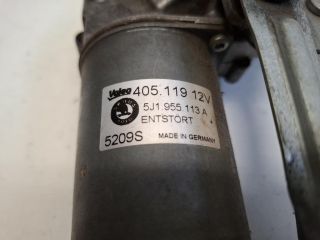 Valeo 405.119 12V
5J1.955.113 A
ENTSTÖRT
5209S MADE IN GERMANY